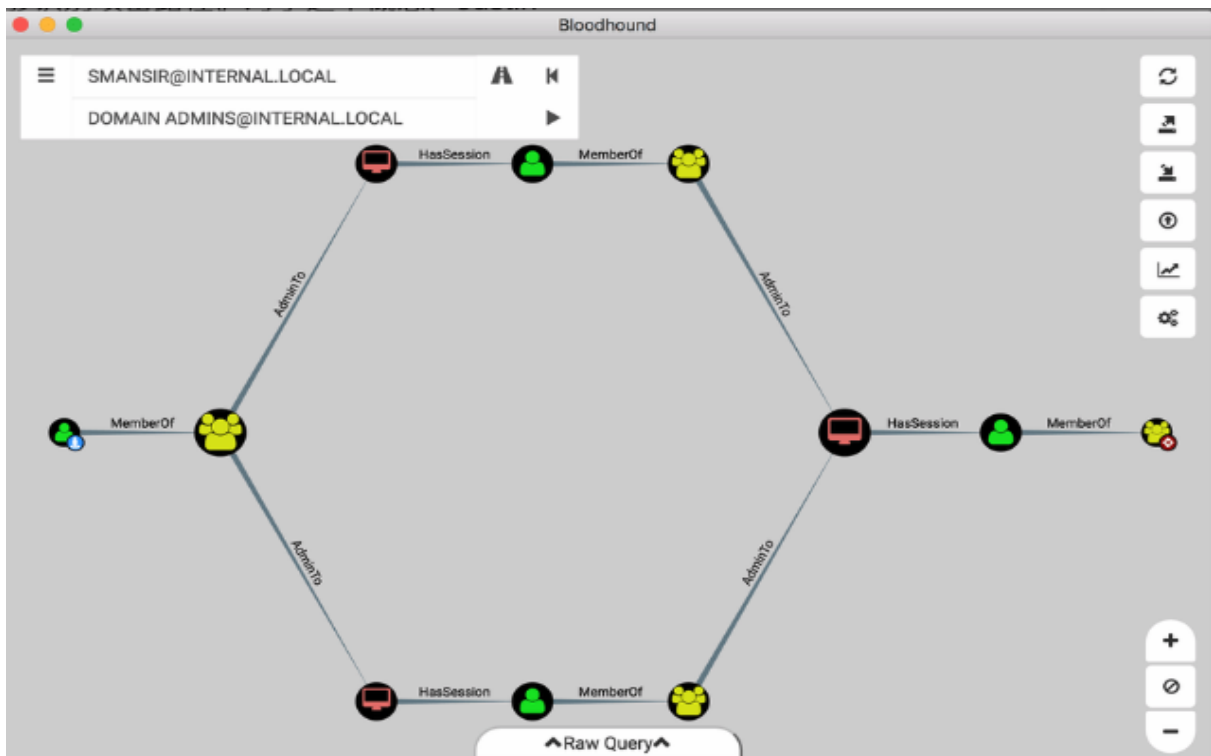 Bloodhound
SMANSIR@INTERNAL.LOCAL
DOMAIN ADMINS@INTERNAL.LOCAL
HasSession
MemberOf
AdminTo
AdminTo
MemberOf
HasSession
MemberOf
AdminTo
AdminTo
HasSession
MemberOf
Raw Query